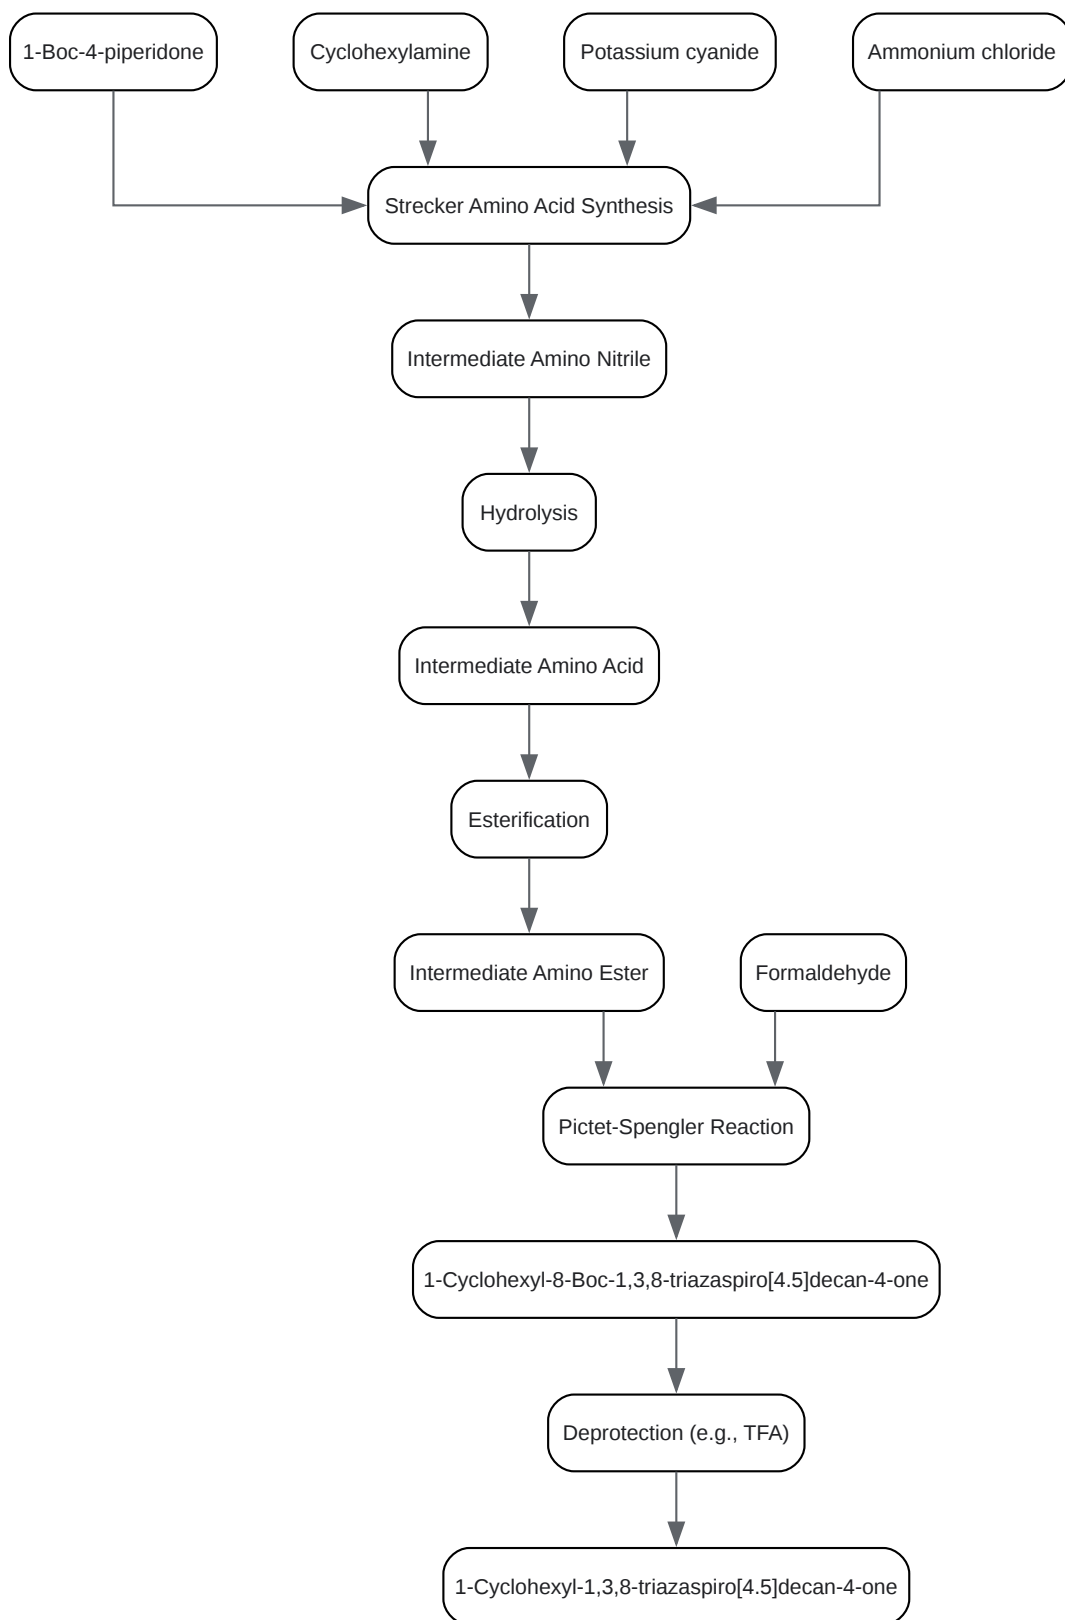 1-Boc-4-piperidone
Cyclohexylamine
Potassium cyanide
Ammonium chloride
Strecker Amino Acid Synthesis
Intermediate Amino Nitrile
Hydrolysis
Intermediate Amino Acid
Esterification
Intermediate Amino Ester
Formaldehyde
Pictet-Spengler Reaction
1-Cyclohexyl-8-Boc-1,3,8-triazaspiro[4.5]decan-4-one
Deprotection (e.g., TFA)
1-Cyclohexyl-1,3,8-triazaspiro[4.5]decan-4-one